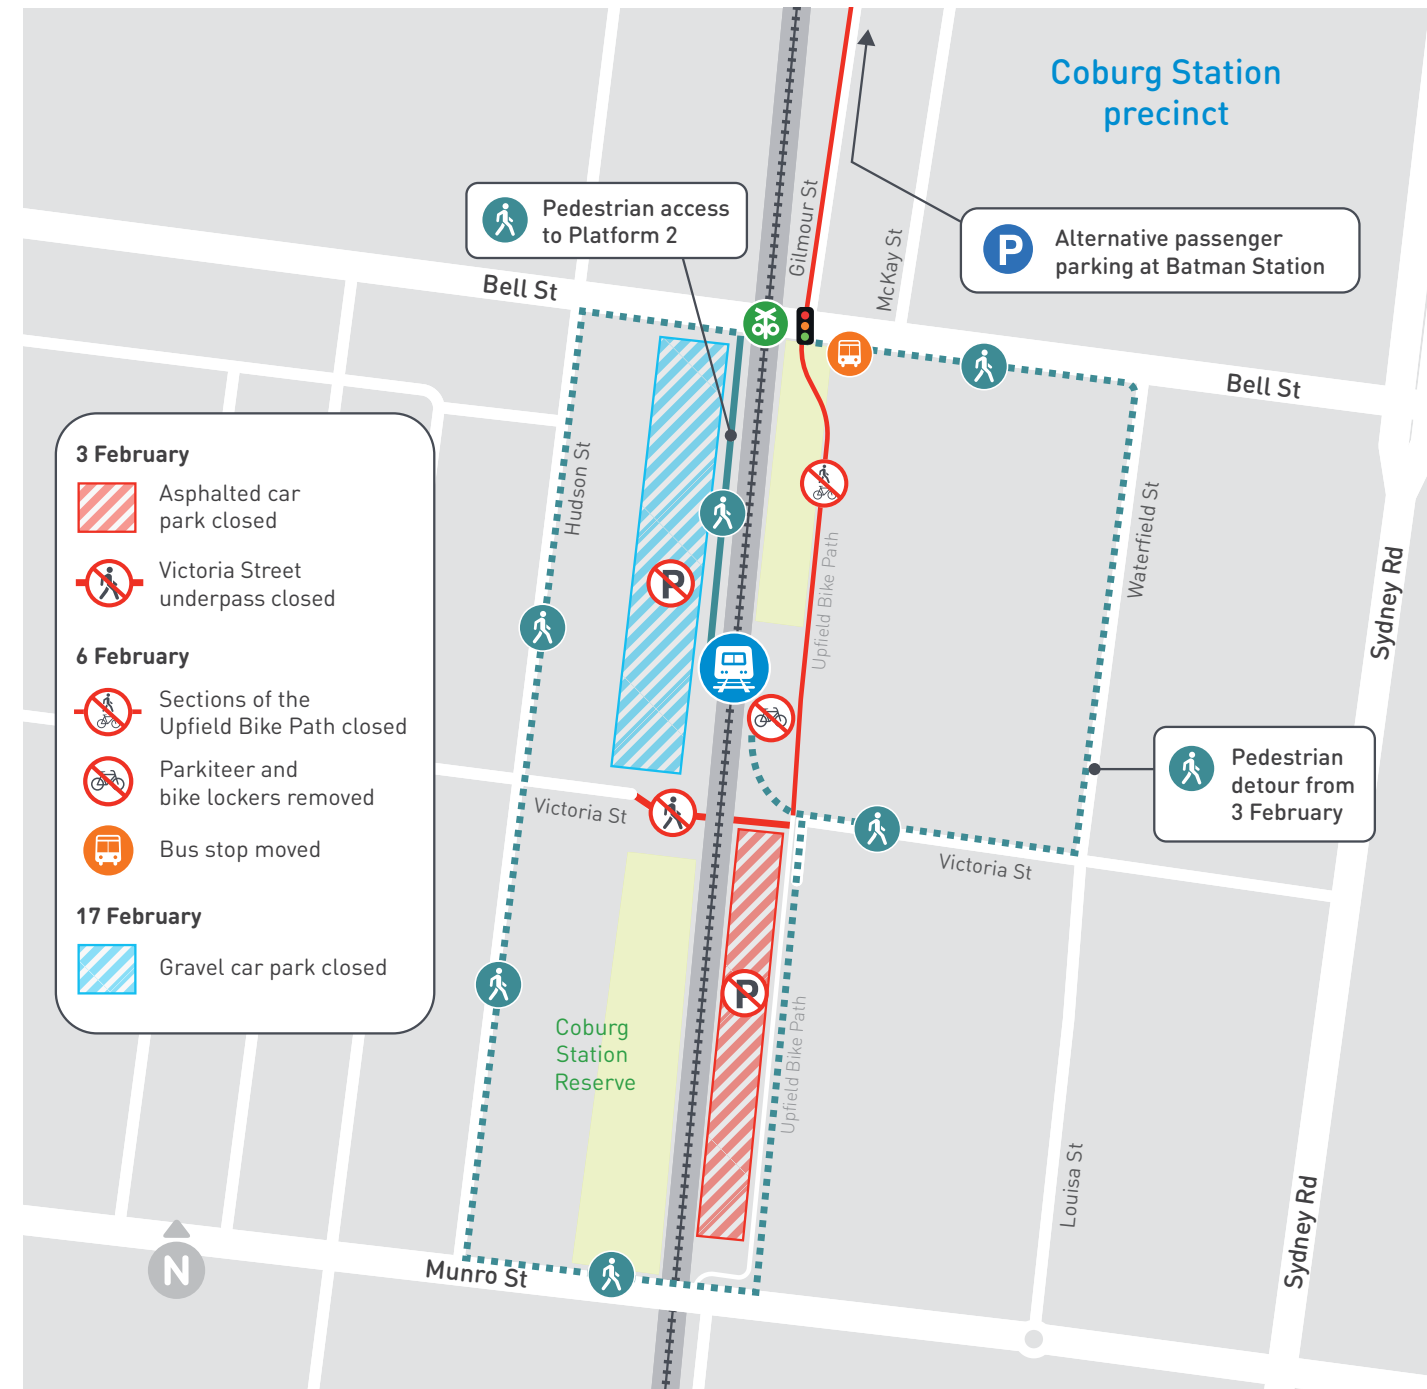 Coburg Station
precinct
Pedestrian access
to Platform 2
P
Alternative passenger
parking at Batman Station
Gilmour St
McKay St
Bell St
Bell St
Hudson St
Upfield Bike Path
Waterfield St
Sydney Rd
3 February
Asphalted car
park closed
Victoria Street
underpass closed
6 February
Sections of the
Upfield Bike Path closed
Parkiteer and
bike lockers removed
Bus stop moved
17 February
Gravel car park closed
P
Pedestrian
detour from
3 February
Victoria St
Victoria St
P
Coburg
Station
Reserve
Upfield Bike Path
Louisa St
Sydney Rd
N
Munro St